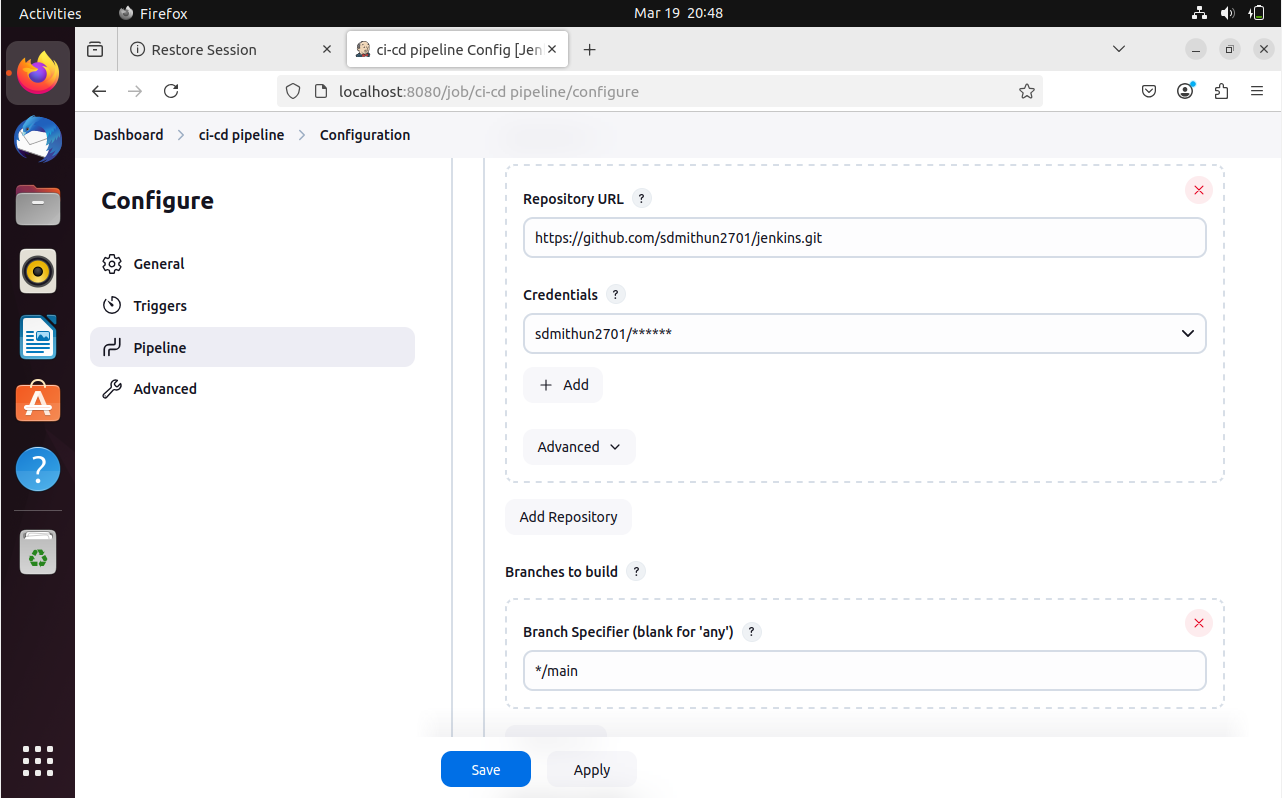 Activities
Firefox
Mar 19 20:48
Restore Session
ci-cd pipeline Config [Jen
localhost:8080/job/ci-cd pipeline/configure
Dashboard
ci-cd pipeline
Configuration
Configure
General
Triggers
Pipeline
Advanced
Repository URL ?
https://github.com/sdmithun2701/jenkins.git
Credentials ?
sdmithun2701/******
+ Add
Advanced
Add Repository
Branches to build ?
Branch Specifier (blank for 'any') ?
*/main
Save
Apply